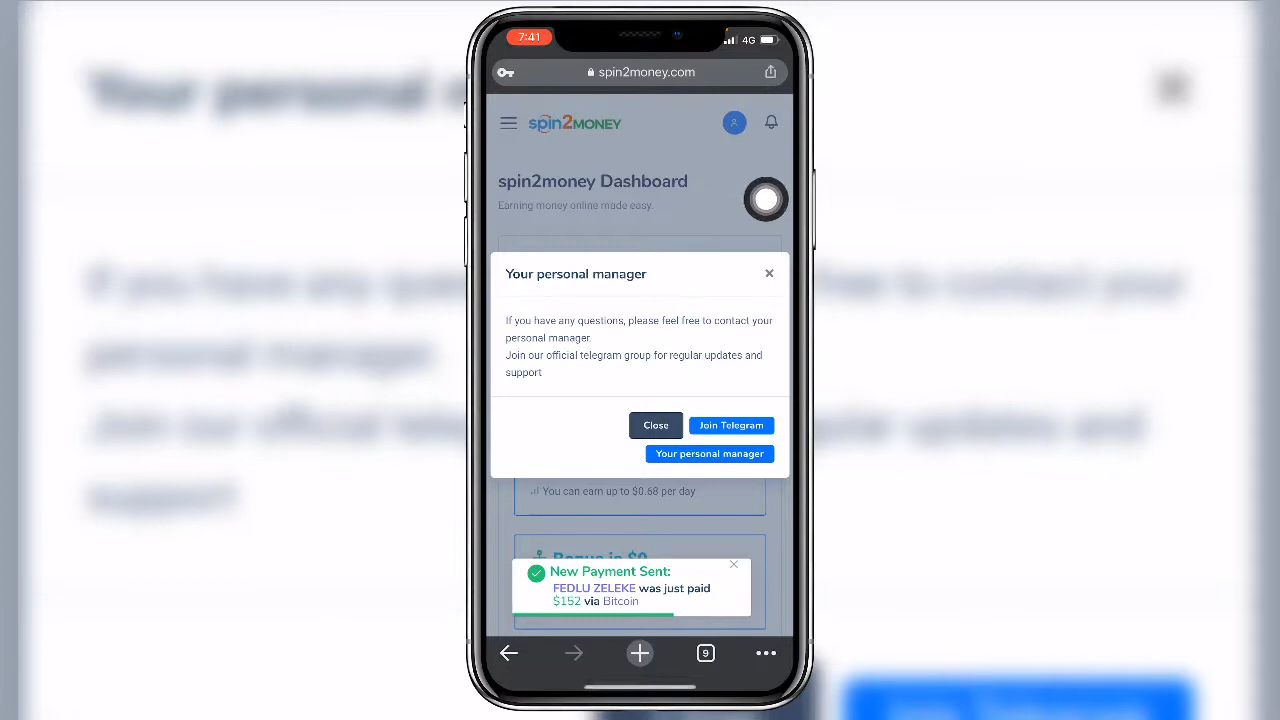 7:41
4G
spin2money.com
spin2MONEY
spin2money Dashboard
Earning money online made easy.
Your personal manager
If you have any questions, please feel free to contact your
personal manager.
Join our official telegram group for regular updates and
support
Close
Join Telegram
Your personal manager
You can earn up to $0.68 per day
Bonus is $0
New Payment Sent:
FEDLU ZELEKE was just paid
$152 via Bitcoin
9